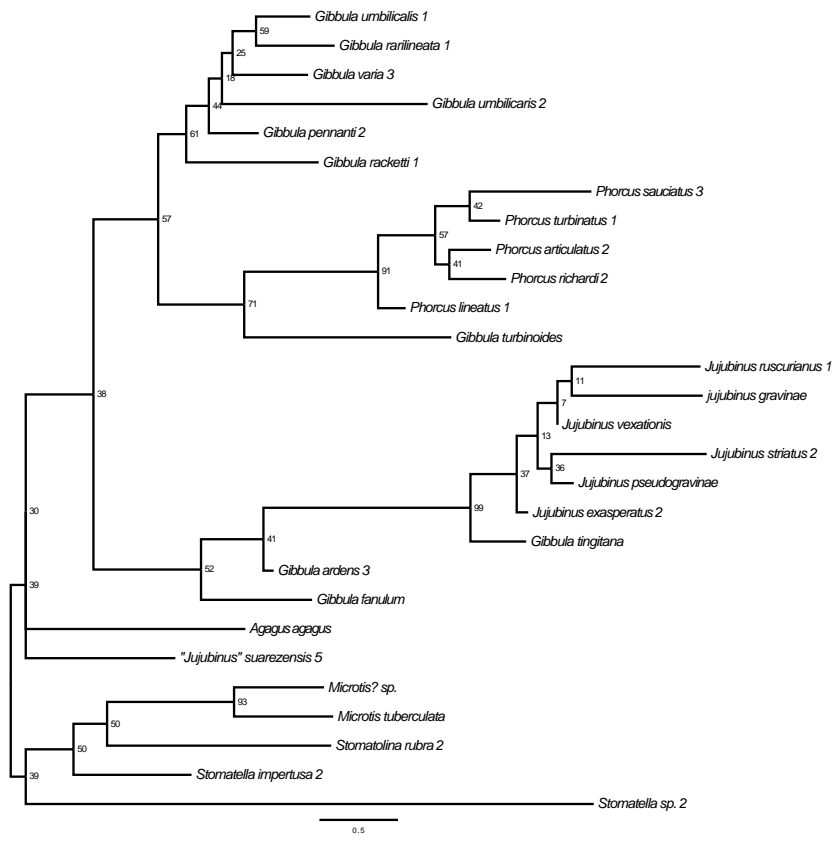 Gibbula umbilicalis 1
59
Gibbula rarilineata 1
25
Gibbula varia 3
18
Gibbula umbilicaris 2
44
Gibbula pennanti 2
61
Gibbula racketti 1
Phorcus sauciatus 3
42
Phorcus turbinatus 1
57
57
Phorcus articulatus 2
41
91
Phorcus richardi 2
71
Phorcus lineatus 1
Gibbula turbinoides
Jujubinus ruscurianus 1
11
38
jujubinus gravinae
7
Jujubinus vexationis
13
Jujubinus striatus 2
36
37
Jujubinus pseudogravinae
99
30
Jujubinus exasperatus 2
41
Gibbula tingitana
52
Gibbula ardens 3
39
Gibbula fanulum
Agagus agagus
"Jujubinus" suarezensis 5
Microtis? sp.
93
Microtis tuberculata
50
Stomatolina rubra 2
50
Stomatella impertusa 2
39
Stomatella sp. 2
0.5